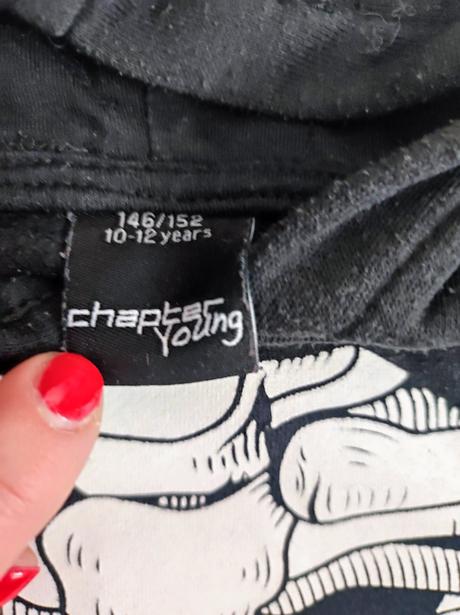 146/152
10-12 years
chapter
young